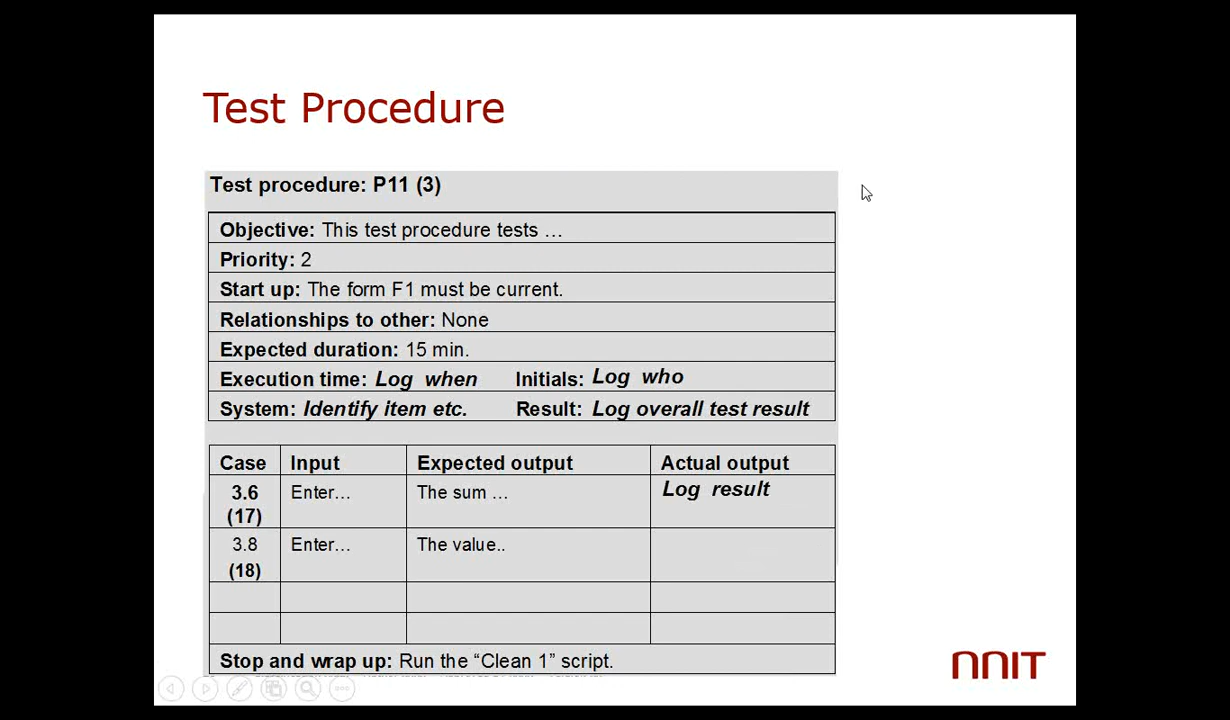 Test Procedure
Test procedure: P11 (3)
Objective: This test procedure tests …
Priority: 2
Start up: The form F1 must be current.
Relationships to other: None
Expected duration: 15 min.
Execution time: Log when Initials: Log who
System: Identify item etc. Result: Log overall test result
Case Input Expected output Actual output
3.6 Enter… The sum … Log result
(17)
3.8 Enter… The value..
(18)
Stop and wrap up: Run the “Clean 1” script.
nnit